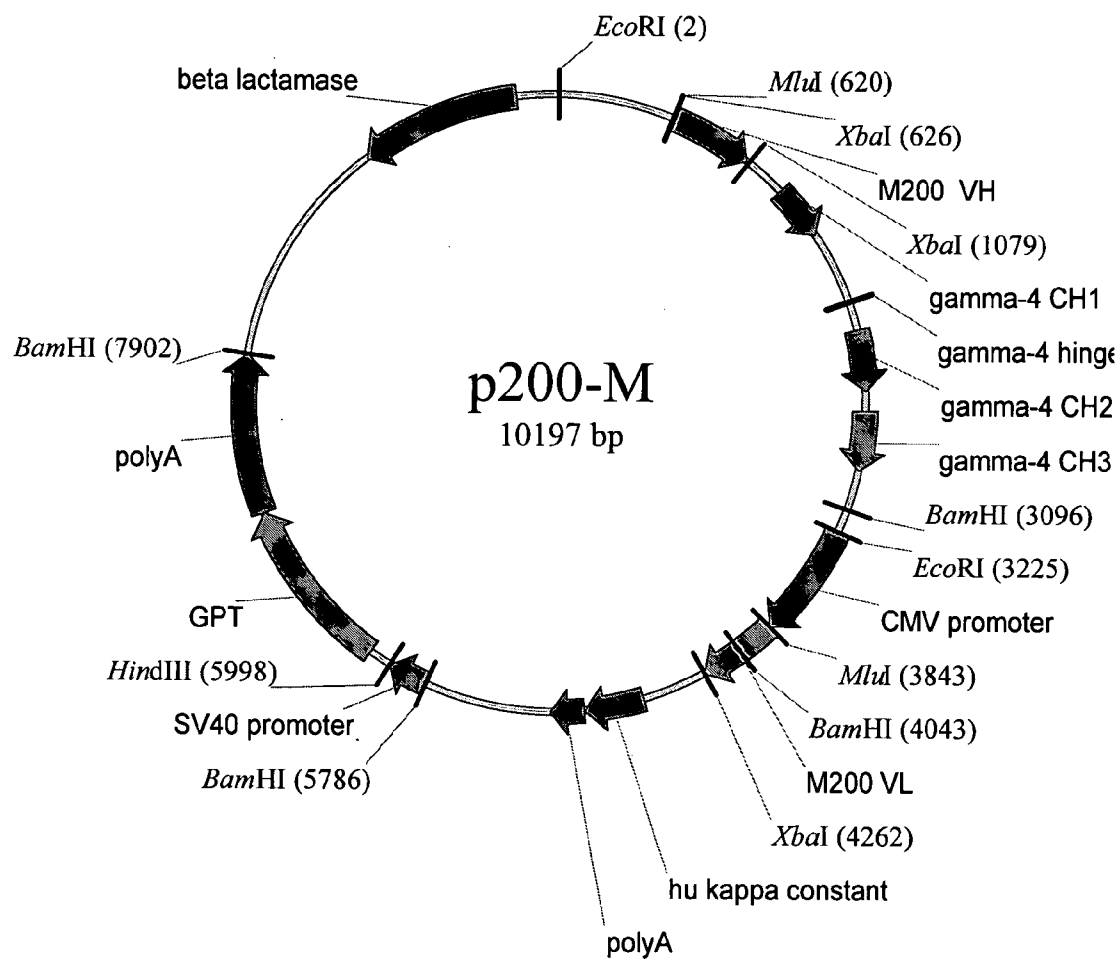 EcoRI (2)
beta lactamase
MluI (620)
XbaI (626)
M200 VH
XbaI (1079)
gamma-4 CH1
gamma-4 hinge
gamma-4 CH2
gamma-4 CH3
BamHI (3096)
EcoRI (3225)
CMV promoter
MluI (3843)
BamHI (4043)
M200 VL
XbaI (4262)
hu kappa constant
polyA
BamHI (5786)
SV40 promoter
HindIII (5998)
GPT
polyA
BamHI (7902)
p200-M
10197 bp